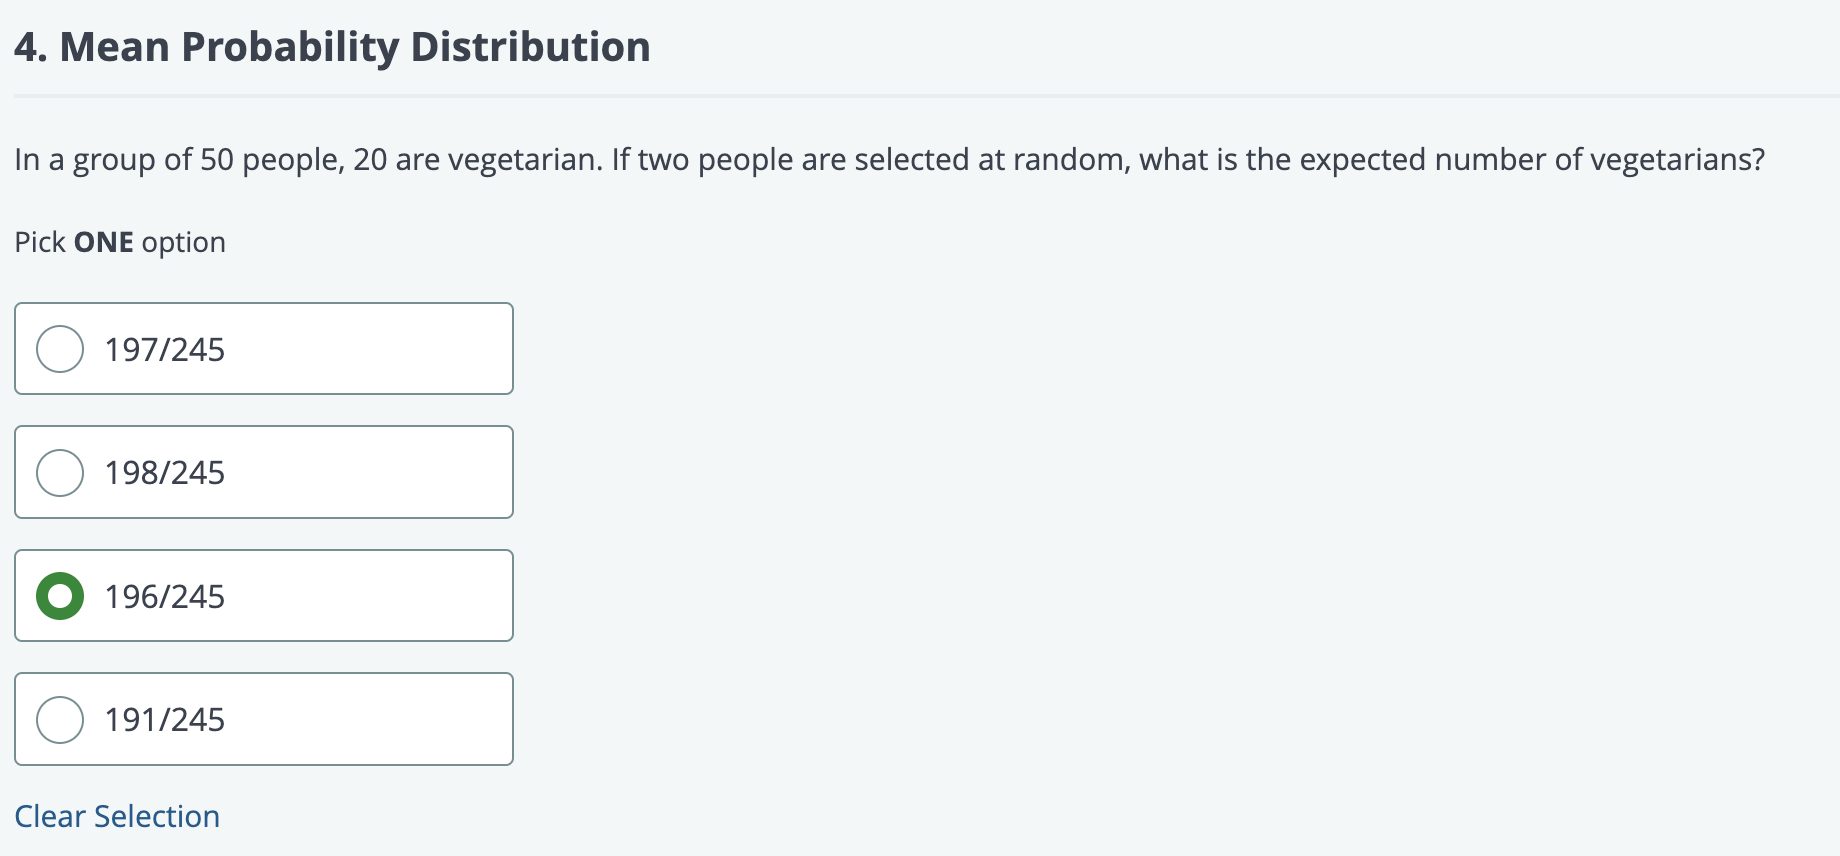 4. Mean Probability Distribution
In a group of 50 people, 20 are vegetarian. If two people are selected at random, what is the expected number of vegetarians?
Pick ONE option
197/245
198/245
196/245
191/245
Clear Selection